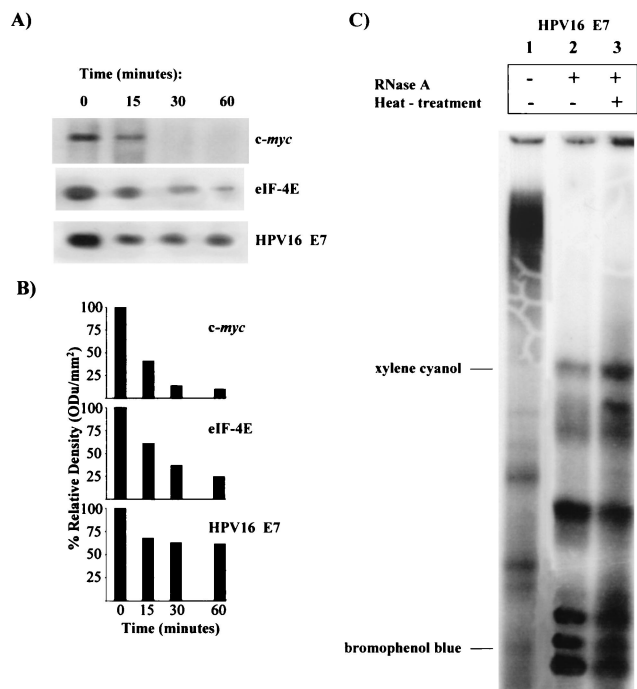 A)
Time (minutes):
0 15 30 60
c-myc
eIF-4E
HPV16 E7
B)
% Relative Density (ODu/mm²)
100
75
50
25
c-myc
100
75
50
25
eIF-4E
100
75
50
25
HPV16 E7
0 15 30 60
Time (minutes)
C)
HPV16 E7
1 2 3
RNase A - + +
Heat - treatment - - +
xylene cyanol
bromophenol blue